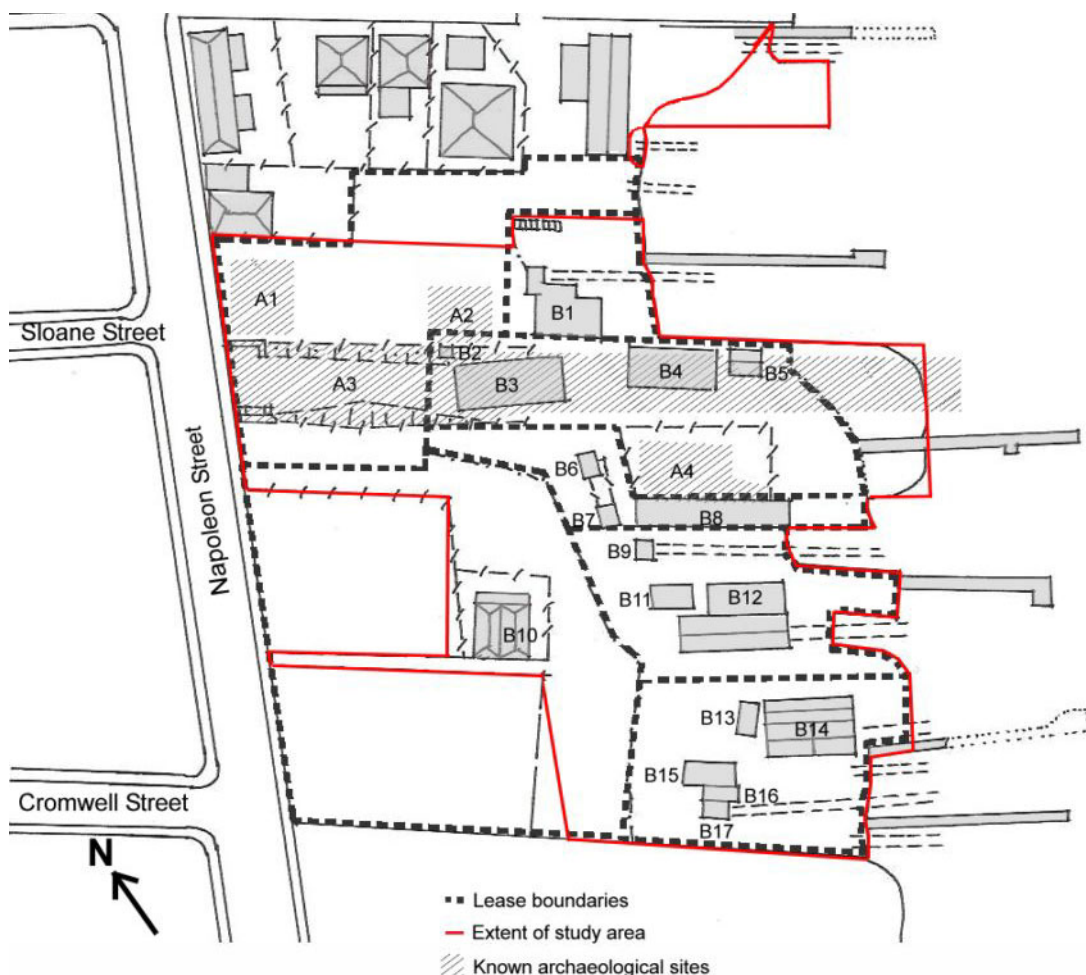 A1
A2
B1
Sloane Street
B2
A3
B3
B4
B5
Napoleon Street
B6
A4
B7
B8
B9
B11
B12
B10
B13
B14
B15
B16
B17
Cromwell Street
N
Lease boundaries
Extent of study area
Known archaeological sites